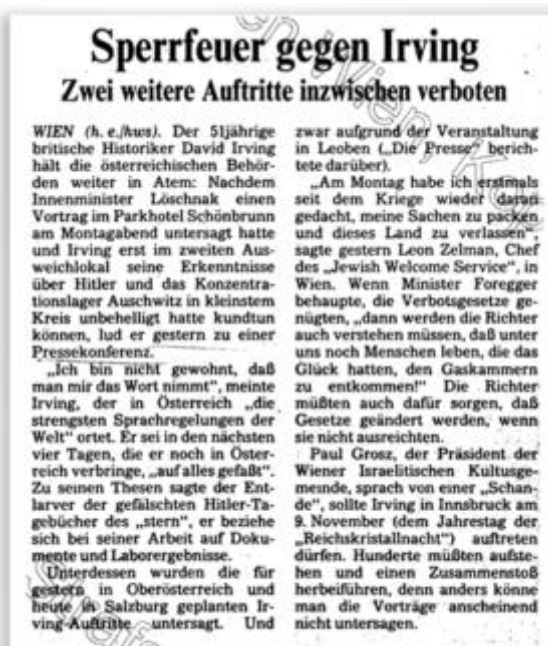 Sperrfeuer gegen Irving
Zwei weitere Auftritte inzwischen verboten
WIEN (h. e./hws). Der 51jährige
britische Historiker David Irving
hält die österreichischen Behör-
den weiter in Atem: Nachdem
Innenminister Löschnak einen
Vortrag im Parkhotel Schönbrunn
am Montagabend untersagt hatte
und Irving erst im zweiten Aus-
weichlokal seine Erkenntnisse
über Hitler und das Konzentra-
tionslager Auschwitz in kleinstem
Kreis unbehelligt hatte kundtun
können, lud er gestern zu einer
Pressekonferenz.
„Ich bin nicht gewohnt, daß
man mir das Wort nimmt", meinte
Irving, der in Österreich „die
strengsten Sprachregelungen der
Welt" ortet. Er sei in den nächsten
vier Tagen, die er noch in Öster-
reich verbringe, „auf alles gefaßt".
Zu seinen Thesen sagte der Ent-
larver der gefälschten Hitler-Ta-
gebücher des „stern", er beziehe
sich bei seiner Arbeit auf Doku-
mente und Laborergebnisse.
Unterdessen wurden die für
gestern in Oberösterreich und
heute in Salzburg geplanten Ir-
ving-Auftritte untersagt. Und
zwar aufgrund der Veranstaltung
in Leoben („Die Presse" berich-
tete darüber).
„Am Montag habe ich erstmals
seit dem Kriege wieder daran
gedacht, meine Sachen zu packen
und dieses Land zu verlassen",
sagte gestern Leon Zelman, Chef
des „Jewish Welcome Service", in
Wien. Wenn Minister Foregger
behaupte, die Verbotsgesetze ge-
nügten, „dann werden die Richter
auch verstehen müssen, daß unter
uns noch Menschen leben, die das
Glück hatten, den Gaskammern
zu entkommen!" Die Richter
müßten auch dafür sorgen, daß
Gesetze geändert werden, wenn
sie nicht ausreichten.
Paul Grosz, der Präsident der
Wiener Israelitischen Kultusge-
meinde, sprach von einer „Schan-
de", sollte Irving in Innsbruck am
9. November (dem Jahrestag der
„Reichskristallnacht") auftreten
dürfen. Hunderte müßten aufste-
hen und einen Zusammenstoß
herbeiführen, denn anders könne
man die Vorträge anscheinend
nicht untersagen.